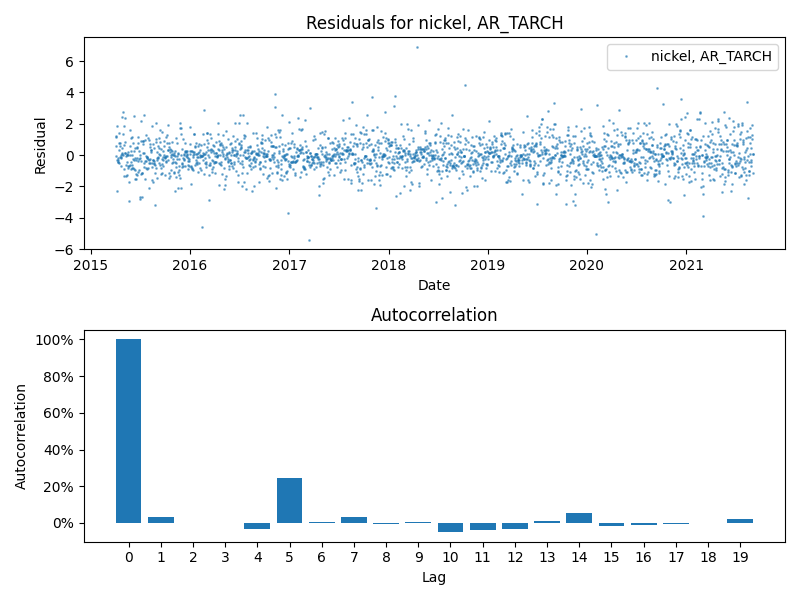 Residuals for nickel, AR_TARCH
nickel, AR_TARCH
Residual
6
4
2
0
−2
−4
−6
2015 2016 2017 2018 2019 2020 2021
Date
Autocorrelation
Autocorrelation
100%
80%
60%
40%
20%
0%
0 1 2 3 4 5 6 7 8 9 10 11 12 13 14 15 16 17 18 19
Lag